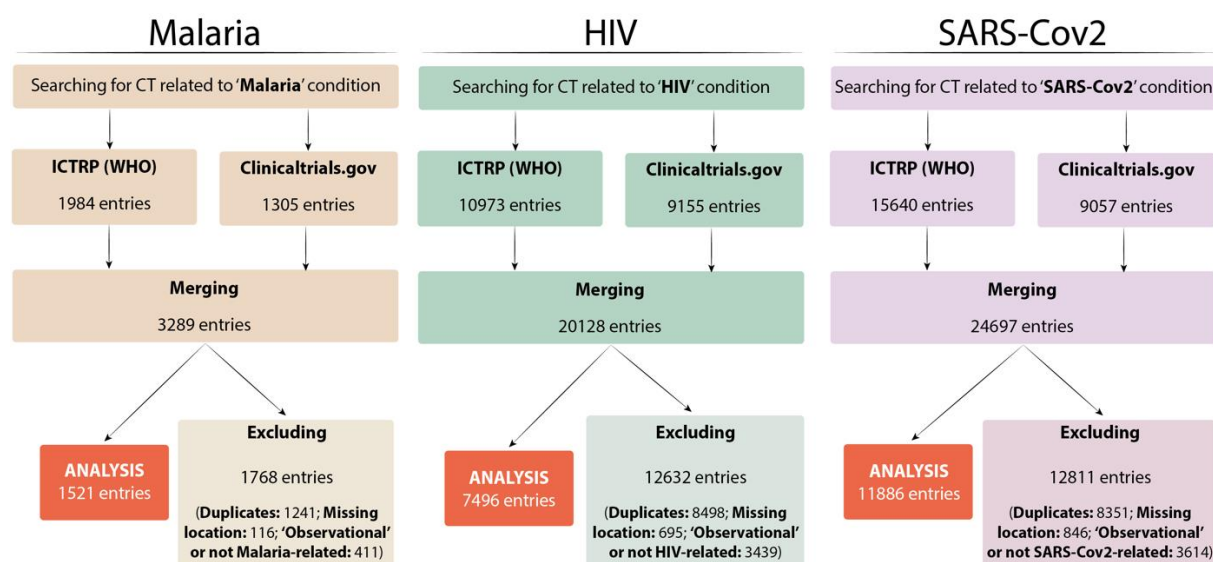 Malaria
Searching for CT related to ‘Malaria’ condition
ICTRP (WHO)
1984 entries
Clinicaltrials.gov
1305 entries
Merging
3289 entries
ANALYSIS
1521 entries
Excluding
1768 entries
(Duplicates: 1241; Missing
location: 116; ‘Observational’
or not Malaria-related: 411)
HIV
Searching for CT related to ‘HIV’ condition
ICTRP (WHO)
10973 entries
Clinicaltrials.gov
9155 entries
Merging
20128 entries
ANALYSIS
7496 entries
Excluding
12632 entries
(Duplicates: 8498; Missing
location: 695; ‘Observational’
or not HIV-related: 3439)
SARS-Cov2
Searching for CT related to ‘SARS-Cov2’ condition
ICTRP (WHO)
15640 entries
Clinicaltrials.gov
9057 entries
Merging
24697 entries
ANALYSIS
11886 entries
Excluding
12811 entries
(Duplicates: 8351; Missing
location: 846; ‘Observational’
or not SARS-Cov2-related: 3614)